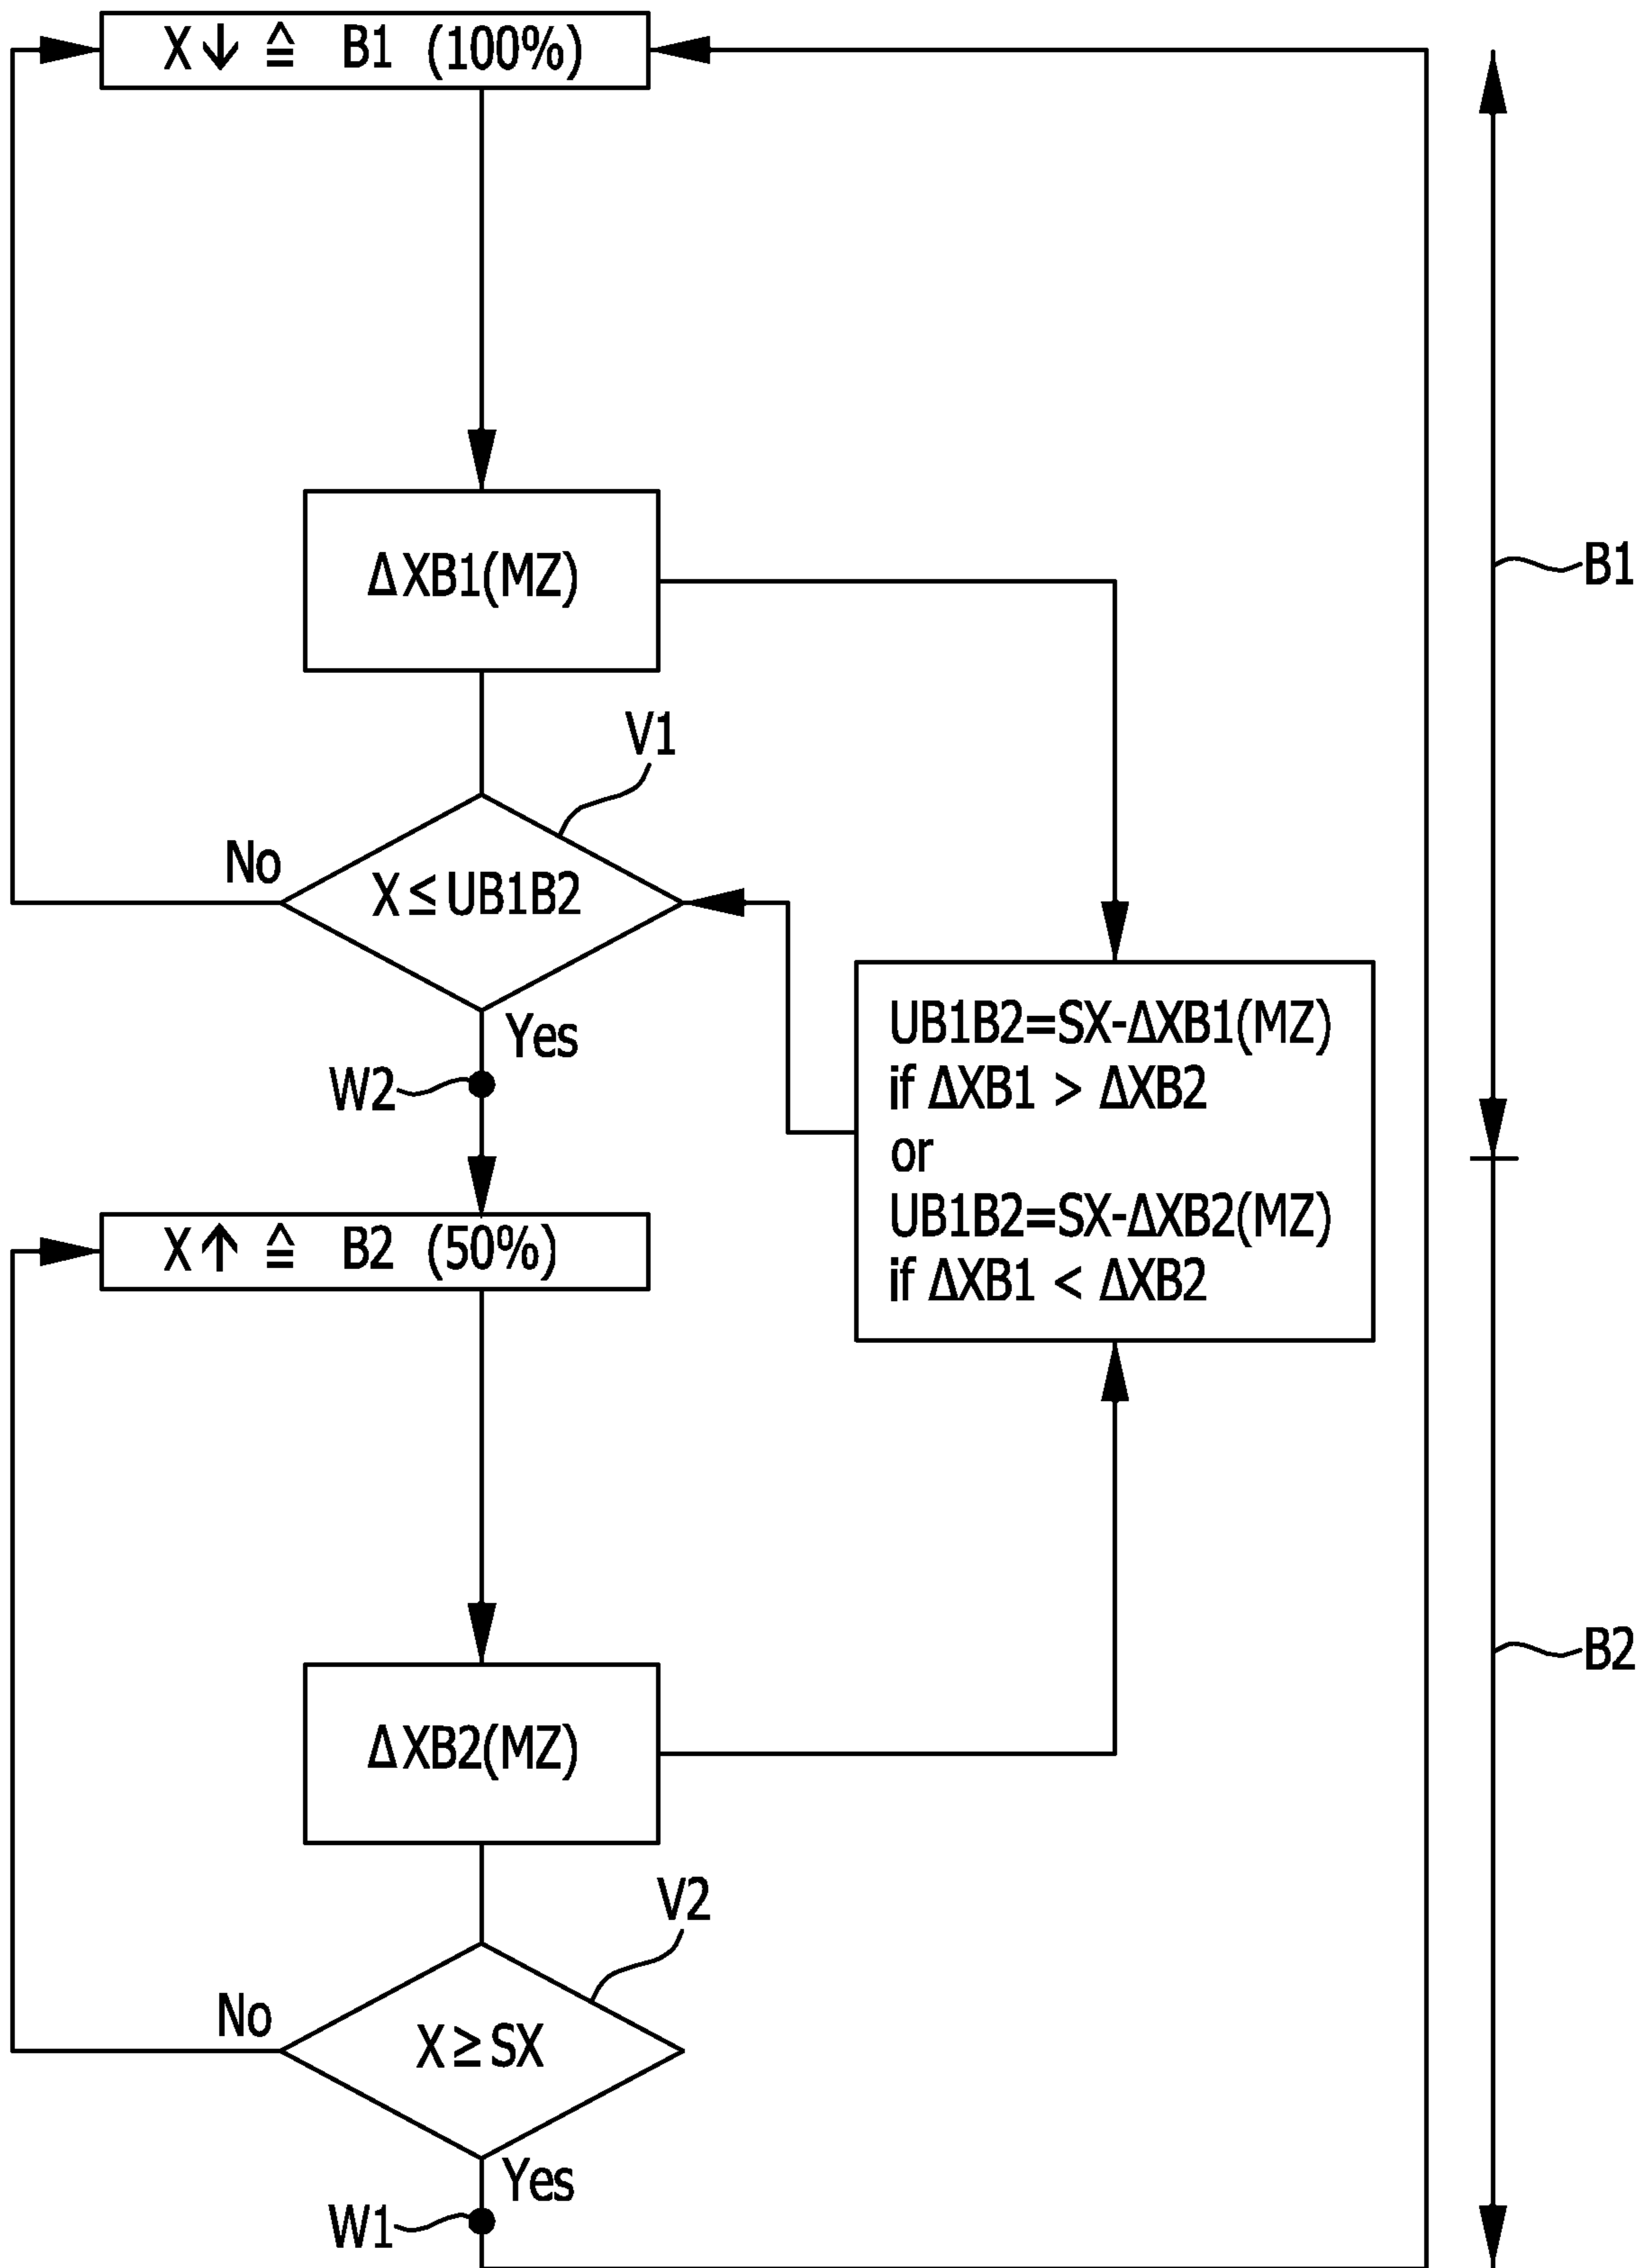 X ↓ ≙ B1 (100%)
ΔXB1(MZ)
B1
V1
No
X ≤ UB1B2
Yes
W2
UB1B2=SX-ΔXB1(MZ)
if ΔXB1 > ΔXB2
or
UB1B2=SX-ΔXB2(MZ)
if ΔXB1 < ΔXB2
X ↑ ≙ B2 (50%)
B2
ΔXB2(MZ)
V2
No
X ≥ SX
Yes
W1